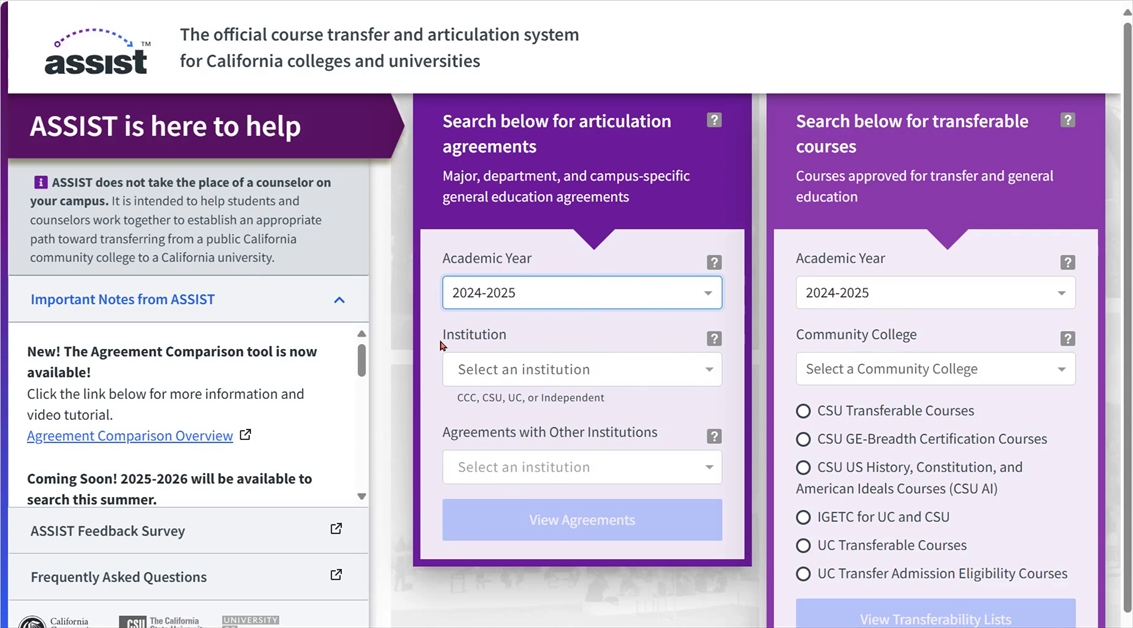 assist™
The official course transfer and articulation system
for California colleges and universities
ASSIST is here to help
i ASSIST does not take the place of a counselor on
your campus. It is intended to help students and
counselors work together to establish an appropriate
path toward transferring from a public California
community college to a California university.
Important Notes from ASSIST
New! The Agreement Comparison tool is now
available!
Click the link below for more information and
video tutorial.
Agreement Comparison Overview
Coming Soon! 2025-2026 will be available to
search this summer.
ASSIST Feedback Survey
Frequently Asked Questions
California
CSU The California
UNIVERSITY
Search below for articulation ?
agreements
Major, department, and campus-specific
general education agreements
Academic Year ?
2024-2025
Institution ?
Select an institution
CCC, CSU, UC, or Independent
Agreements with Other Institutions ?
Select an institution
View Agreements
Search below for transferable ?
courses
Courses approved for transfer and general
education
Academic Year ?
2024-2025
Community College ?
Select a Community College
CSU Transferable Courses
CSU GE-Breadth Certification Courses
CSU US History, Constitution, and
American Ideals Courses (CSU AI)
IGETC for UC and CSU
UC Transferable Courses
UC Transfer Admission Eligibility Courses
View Transferability Lists